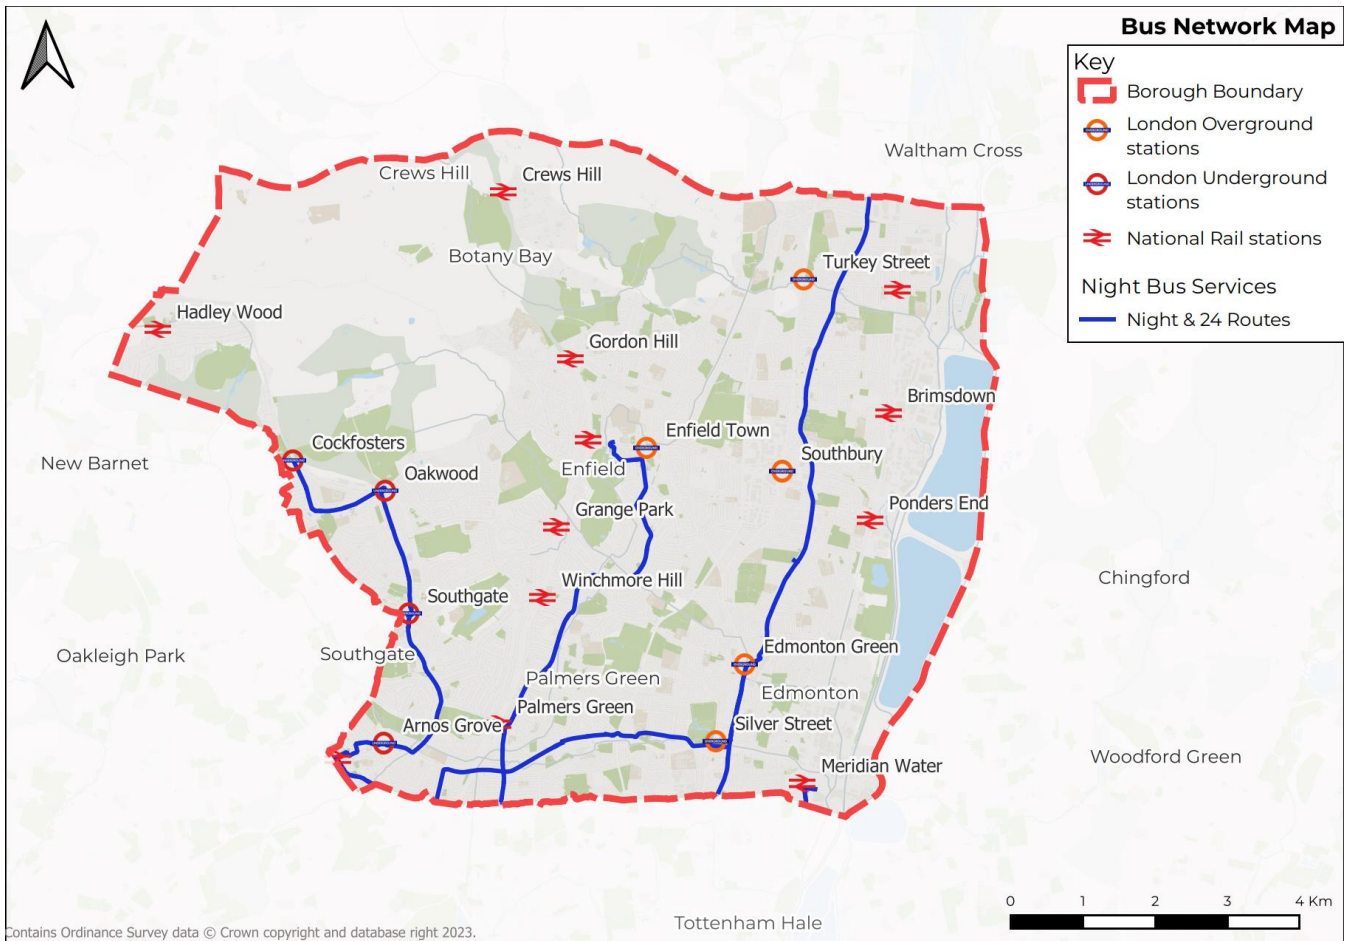 Bus Network Map
Key
Borough Boundary
London Overground
stations
London Underground
stations
National Rail stations
Night Bus Services
Night & 24 Routes
Waltham Cross
Crews Hill
Crews Hill
Botany Bay
Turkey Street
Hadley Wood
Gordon Hill
Brimsdown
Enfield Town
Cockfosters
Southbury
New Barnet
Oakwood
Enfield
Ponders End
Grange Park
Winchmore Hill
Chingford
Southgate
Edmonton Green
Oakleigh Park
Southgate
Palmers Green
Edmonton
Palmers Green
Arnos Grove
Silver Street
Woodford Green
Meridian Water
0 1 2 3 4 Km
Tottenham Hale
Contains Ordinance Survey data © Crown copyright and database right 2023.